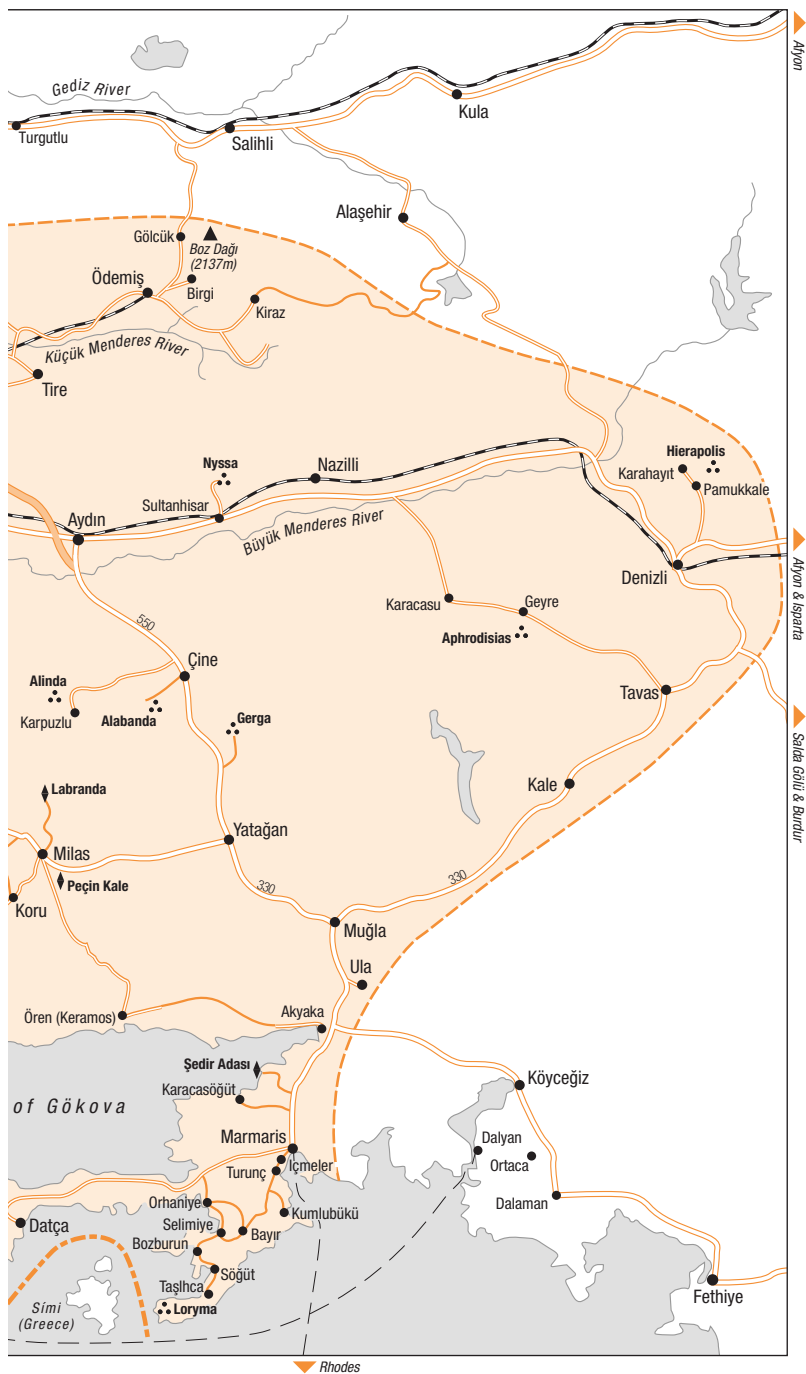 Afyon
Gediz River
Kula
Turgutlu
Salihli
Alaşehir
Gölcük
Boz Dağı
(2137m)
Ödemiş
Birgi
Kiraz
Küçük Menderes River
Tire
Nyssa
Nazilli
Hierapolis
Karahayıt
Pamukkale
Sultanhisar
Aydın
Büyük Menderes River
Denizli
Afyon & Isparta
Karacasu
Geyre
Aphrodisias
550
Çine
Alinda
Karpuzlu
Alabanda
Gerga
Tavas
Salda Gölü & Burdur
Labranda
Kale
Yatağan
Milas
Peçin Kale
330
330
Koru
Muğla
Ula
Ören (Keramos)
Akyaka
Şedir Adası
Köyceğiz
Karacasöğüt
of Gökova
Marmaris
Dalyan
İçmeler
Ortaca
Turunç
Orhaniye
Dalaman
Kumlubükü
Datça
Selimiye
Bayır
Bozburun
Söğüt
Taşlhca
Fethiye
Loryma
Sími
(Greece)
Rhodes